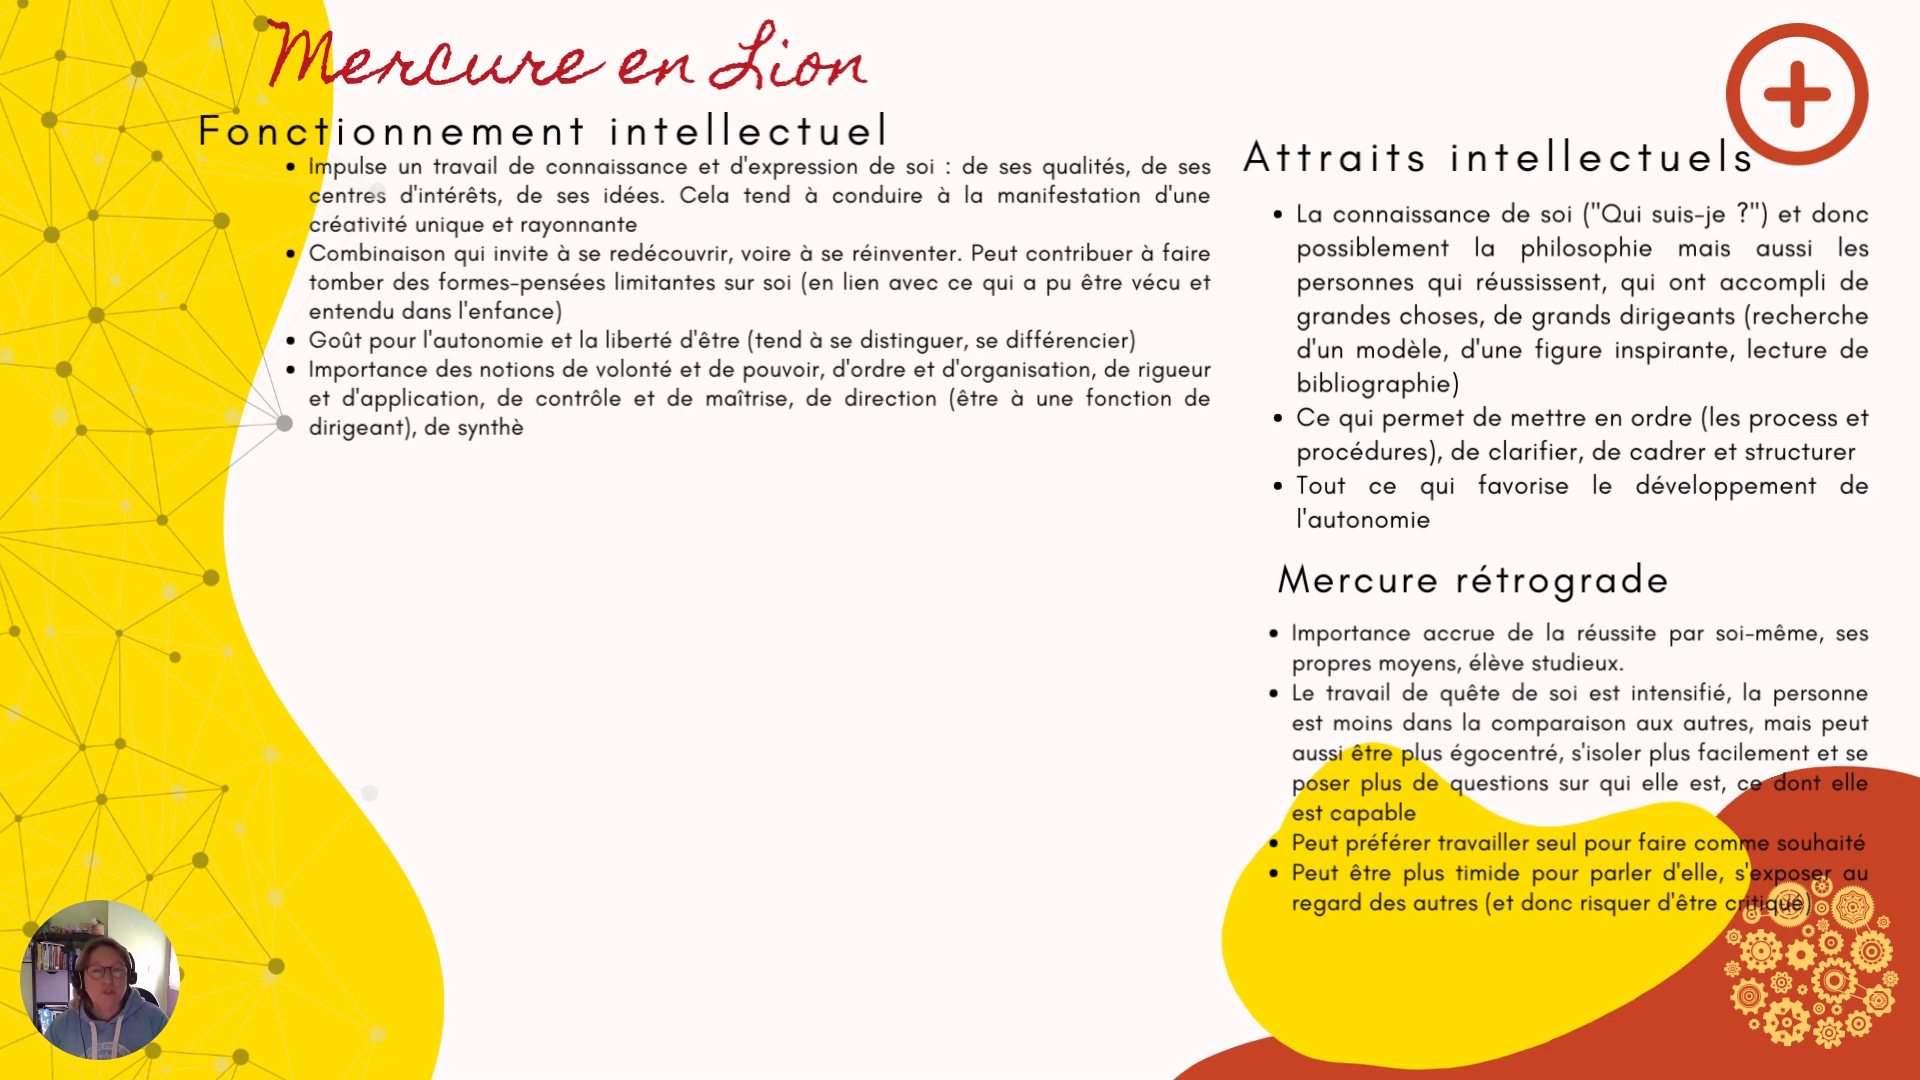 Mercure en Lion
Fonctionnement intellectuel
• Impulse un travail de connaissance et d'expression de soi : de ses qualités, de ses
centres d'intérêts, de ses idées. Cela tend à conduire à la manifestation d'une
créativité unique et rayonnante
• Combinaison qui invite à se redécouvrir, voire à se réinventer. Peut contribuer à faire
tomber des formes-pensées limitantes sur soi (en lien avec ce qui a pu être vécu et
entendu dans l'enfance)
• Goût pour l'autonomie et la liberté d'être (tend à se distinguer, se différencier)
• Importance des notions de volonté et de pouvoir, d'ordre et d'organisation, de rigueur
et d'application, de contrôle et de maîtrise, de direction (être à une fonction de
dirigeant), de synthè
Attraits intellectuels
• La connaissance de soi ("Qui suis-je ?") et donc
possiblement la philosophie mais aussi les
personnes qui réussissent, qui ont accompli de
grandes choses, de grands dirigeants (recherche
d'un modèle, d'une figure inspirante, lecture de
bibliographie)
• Ce qui permet de mettre en ordre (les process et
procédures), de clarifier, de cadrer et structurer
• Tout ce qui favorise le développement de
l'autonomie
Mercure rétrograde
• Importance accrue de la réussite par soi-même, ses
propres moyens, élève studieux.
• Le travail de quête de soi est intensifié, la personne
est moins dans la comparaison aux autres, mais peut
aussi être plus égocentré, s'isoler plus facilement et se
poser plus de questions sur qui elle est, ce dont elle
est capable
• Peut préférer travailler seul pour faire comme souhaité
• Peut être plus timide pour parler d'elle, s'exposer au
regard des autres (et donc risquer d'être critiqué)